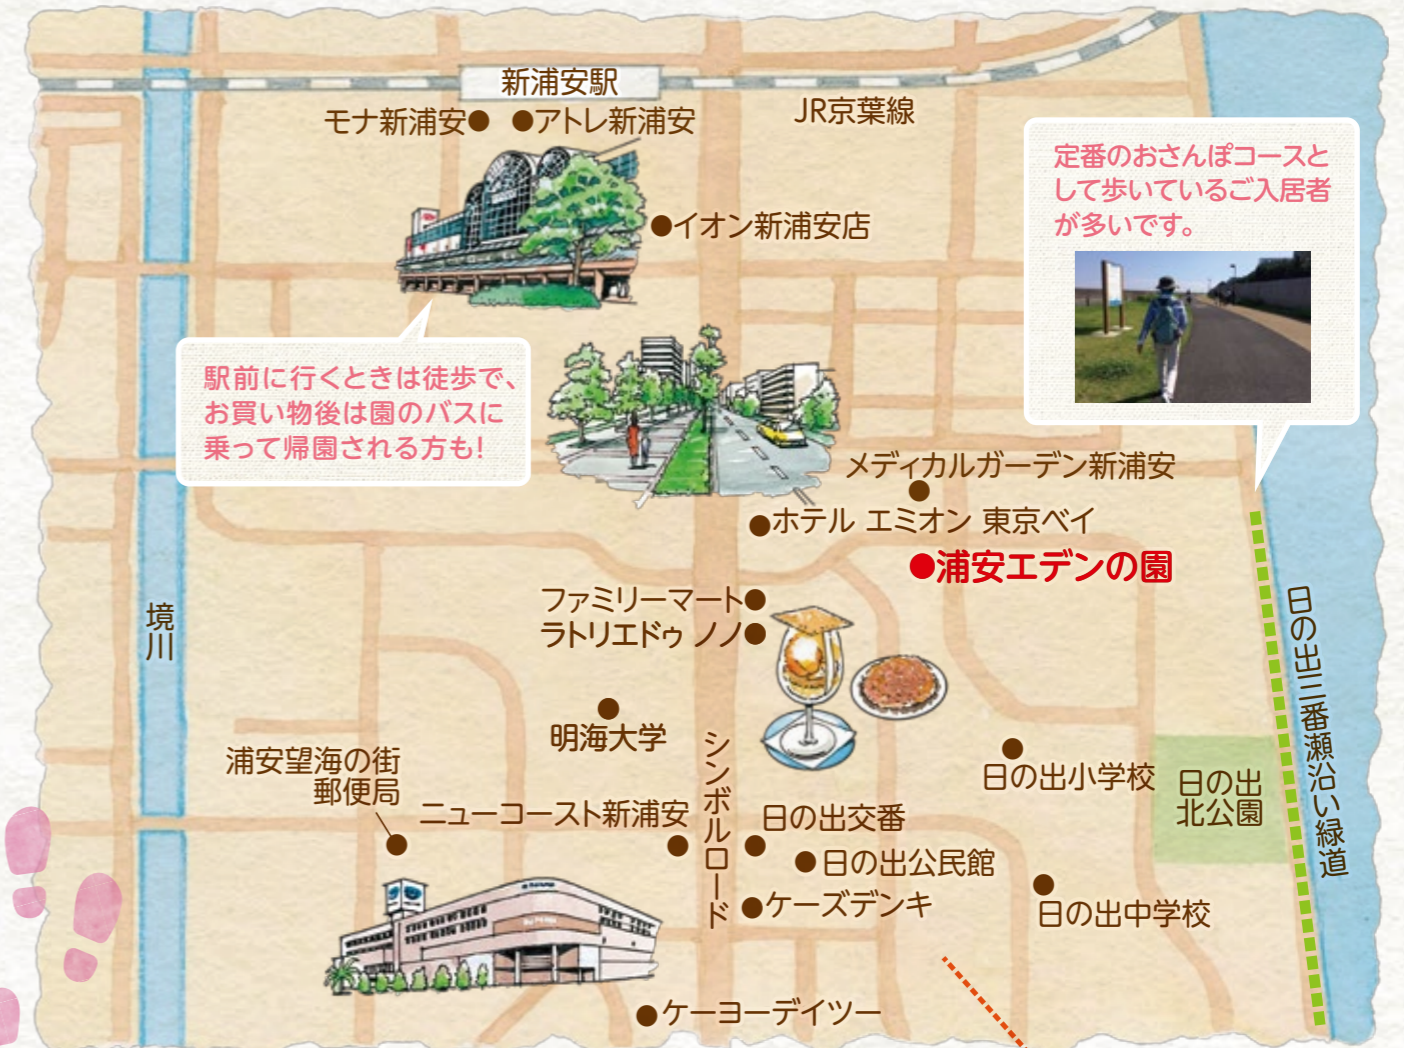 新浦安駅
モナ新浦安
アトレ新浦安
JR京葉線
イオン新浦安店
定番のおさんぽコースと
して歩いているご入居者
が多いです。
駅前に行くときは徒歩で、
お買い物後は園のバスに
乗って帰園される方も!
メディカルガーデン新浦安
ホテル エミオン 東京ベイ
浦安エデンの園
ファミリーマート
ラトリエドゥ ノノ
境川
日の出三番瀬沿い緑道
明海大学
シンボルロード
浦安望海の街
郵便局
ニューコースト新浦安
日の出小学校
日の出
北公園
日の出交番
日の出公民館
ケーズデンキ
日の出中学校
ケーヨーデイツー